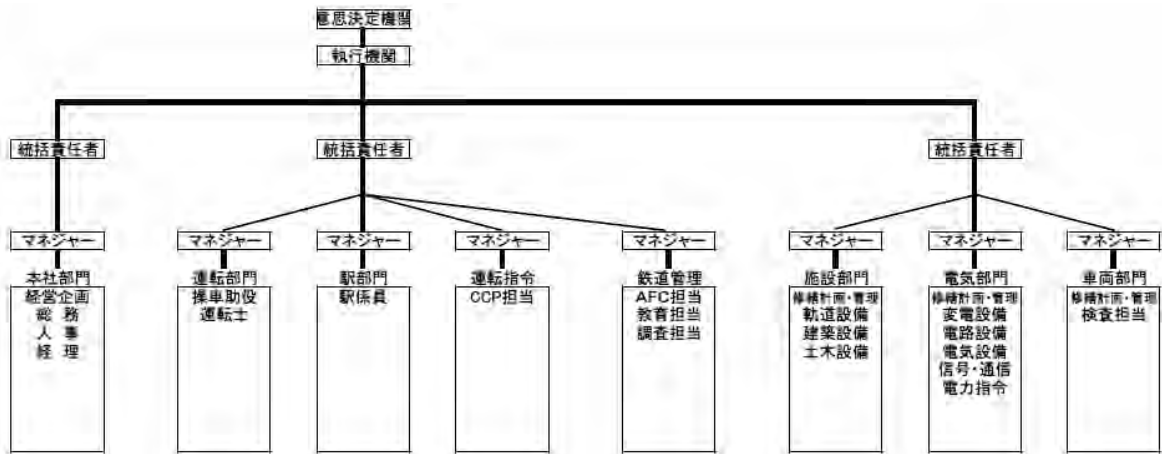 意思決定機関
執行機関
統括責任者
統括責任者
統括責任者
マネジャー
マネジャー
マネジャー
マネジャー
マネジャー
マネジャー
マネジャー
マネジャー
本社部門
経営企画
総 務
人 事
経 理
運転部門
操車助役
運転士
駅部門
駅係員
運転指令
CCP担当
鉄道管理
AFC担当
教育担当
調査担当
施設部門
修繕計画・管理
軌道設備
建築設備
土木設備
電気部門
修繕計画・管理
変電設備
電路設備
電気設備
信号・通信
電力指令
車両部門
修繕計画・管理
検査担当